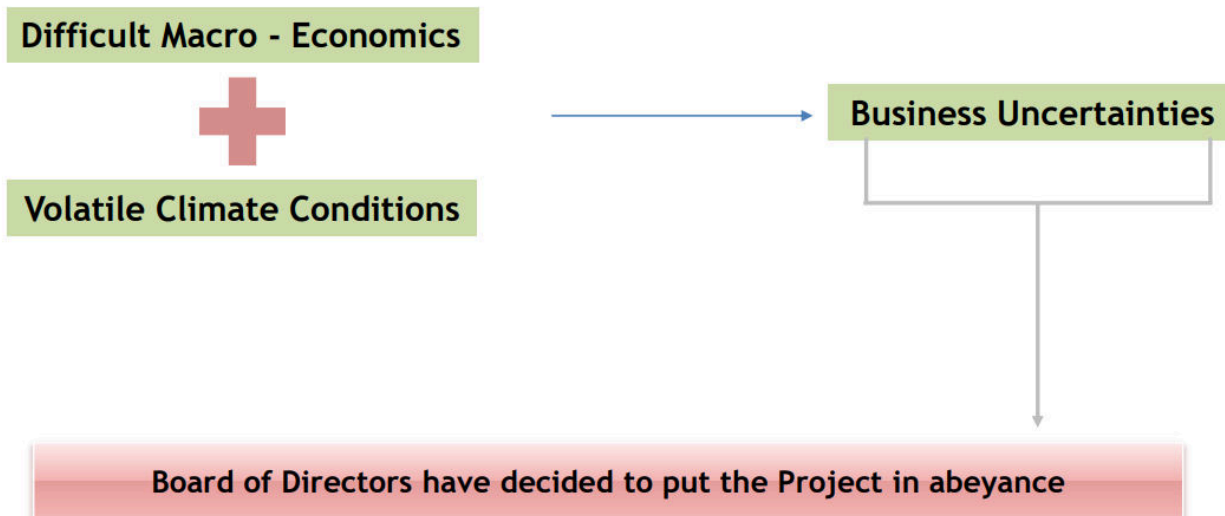 Difficult Macro - Economics
Business Uncertainties
Volatile Climate Conditions
Board of Directors have decided to put the Project in abeyance